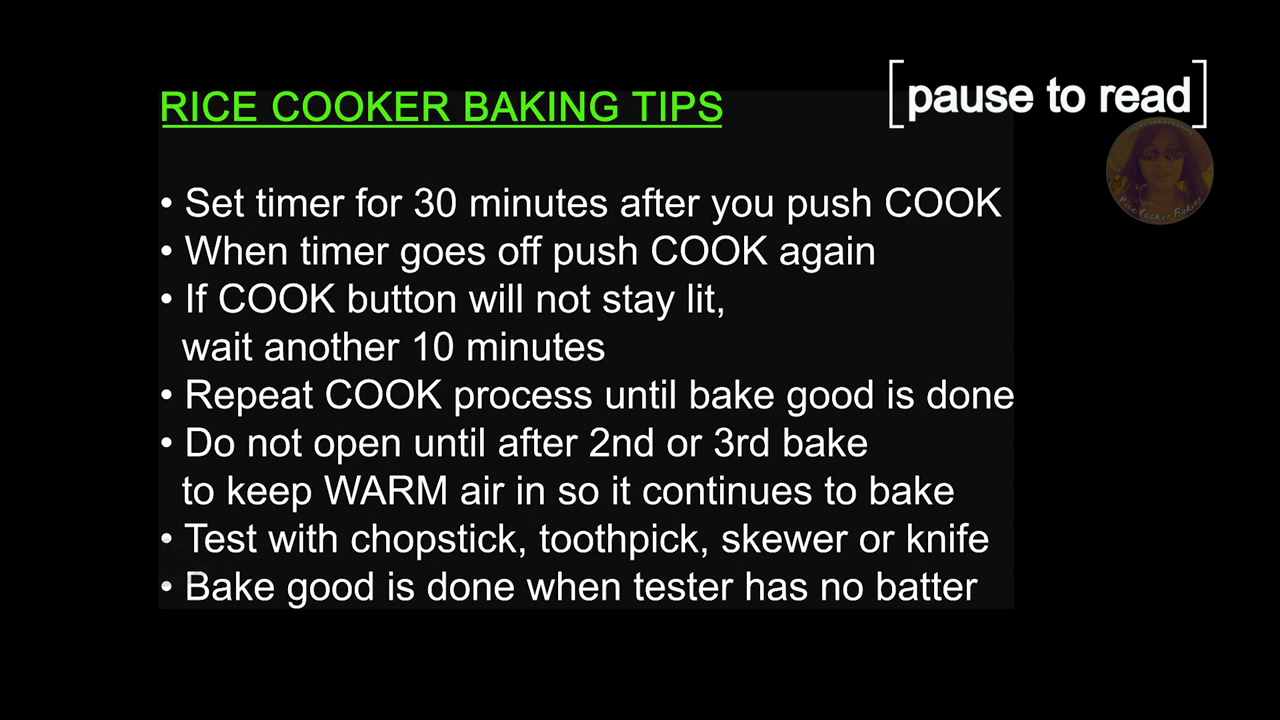 [pause to read]
RICE COOKER BAKING TIPS
• Set timer for 30 minutes after you push COOK
• When timer goes off push COOK again
• If COOK button will not stay lit,
wait another 10 minutes
• Repeat COOK process until bake good is done
• Do not open until after 2nd or 3rd bake
to keep WARM air in so it continues to bake
• Test with chopstick, toothpick, skewer or knife
• Bake good is done when tester has no batter
Rice Cooker Baking